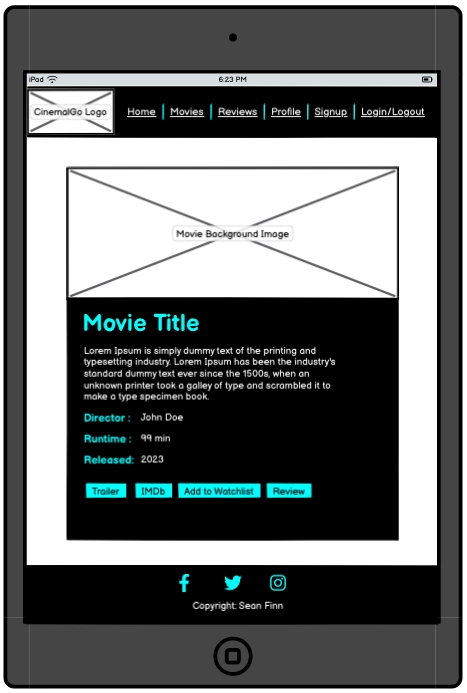 iPad 6:23 PM
CinemaIGo Logo
Home Movies Reviews Profile Signup Login/Logout
Movie Background Image
Movie Title
Lorem Ipsum is simply dummy text of the printing and
typesetting industry. Lorem Ipsum has been the industry's
standard dummy text ever since the 1500s, when an
unknown printer took a galley of type and scrambled it to
make a type specimen book.
Director : John Doe
Runtime : 99 min
Released: 2023
Trailer IMDb Add to Watchlist Review
Copyright: Sean Finn